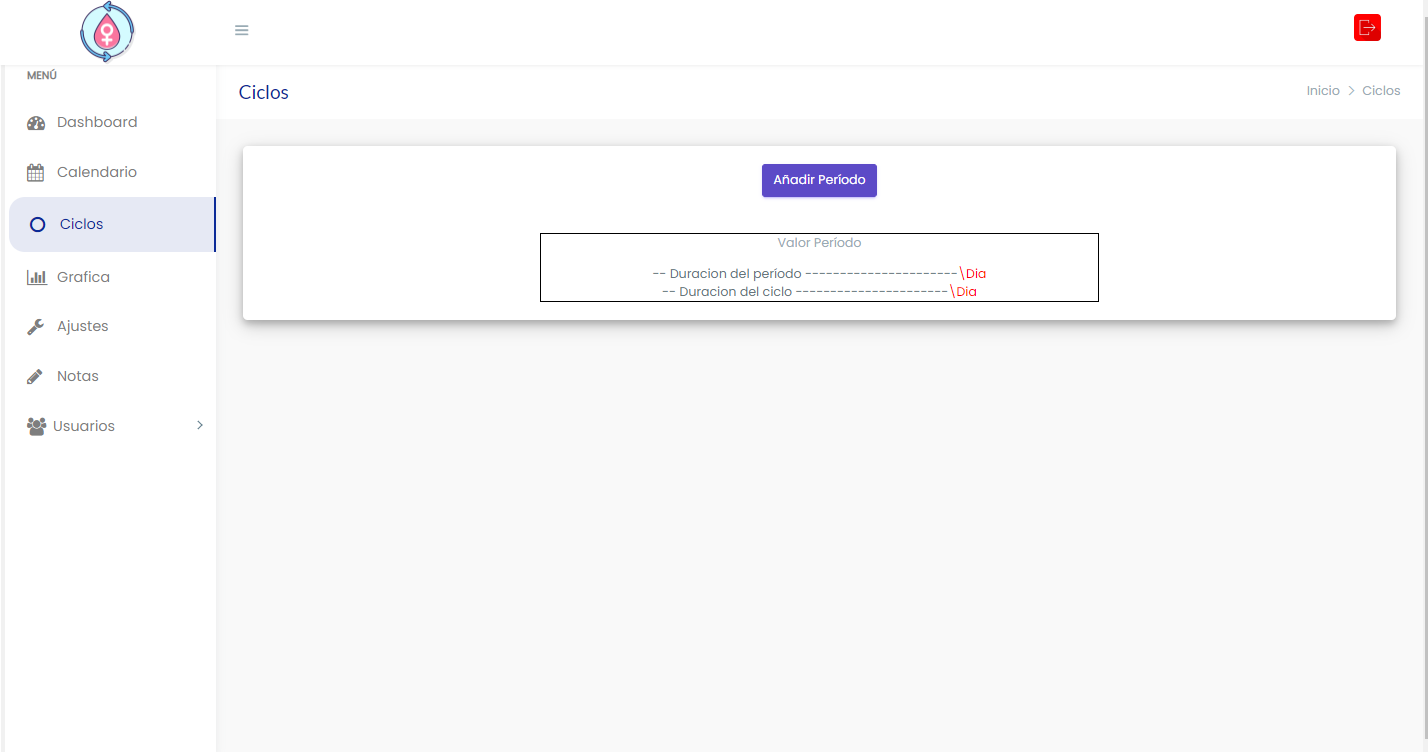 MENÚ
Ciclos
Inicio > Ciclos
Dashboard
Calendario
Ciclos
Grafica
Ajustes
Notas
Usuarios
Añadir Período
Valor Período
-- Duracion del período ----------------------\Dia
-- Duracion del ciclo ----------------------\Dia